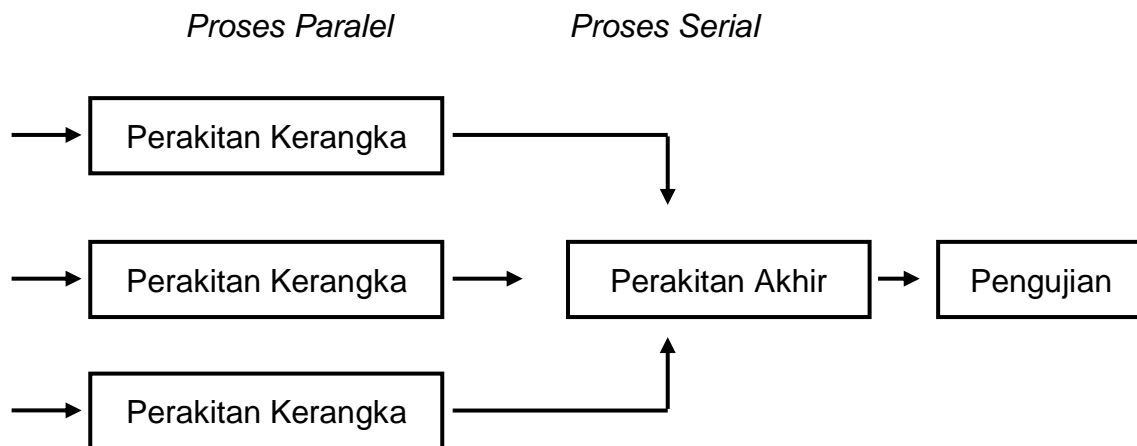 Proses Paralel Proses Serial
Perakitan Kerangka
Perakitan Kerangka Perakitan Akhir Pengujian
Perakitan Kerangka